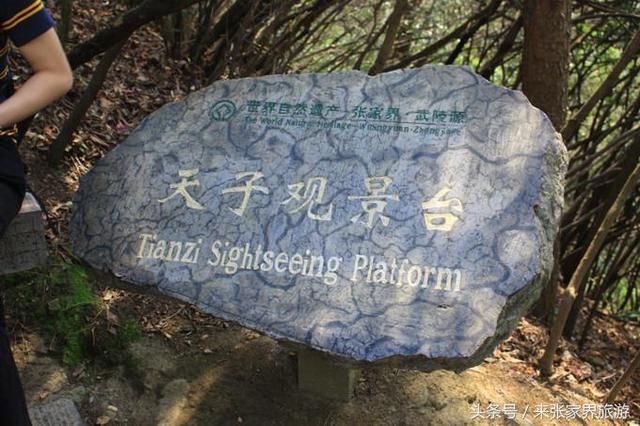 世界自然遗产·张家界·武陵源
The World Natural Heritage·Wulingyuan·Zhangjiajie
天子观景台
Tianzi Sightseeing Platform
头条号 / 来张家界旅游